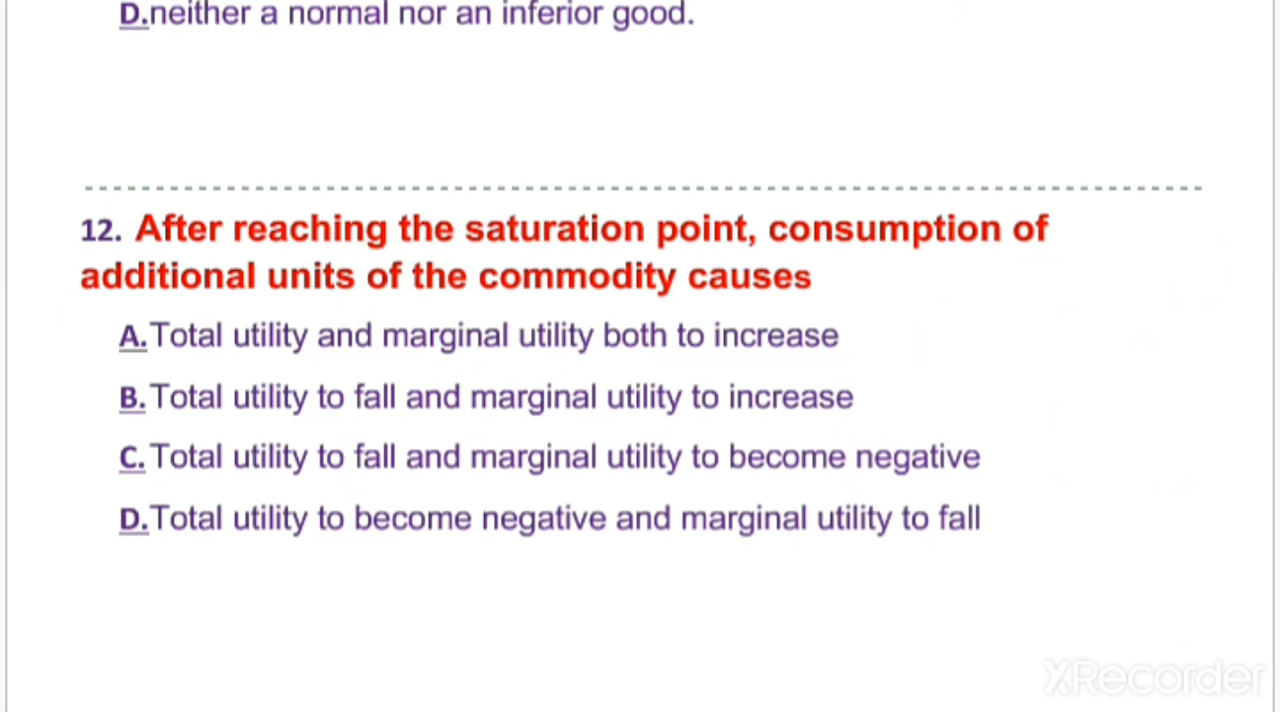 D.neither a normal nor an inferior good.
12. After reaching the saturation point, consumption of
additional units of the commodity causes
A.Total utility and marginal utility both to increase
B.Total utility to fall and marginal utility to increase
C.Total utility to fall and marginal utility to become negative
D.Total utility to become negative and marginal utility to fall
XRecorder